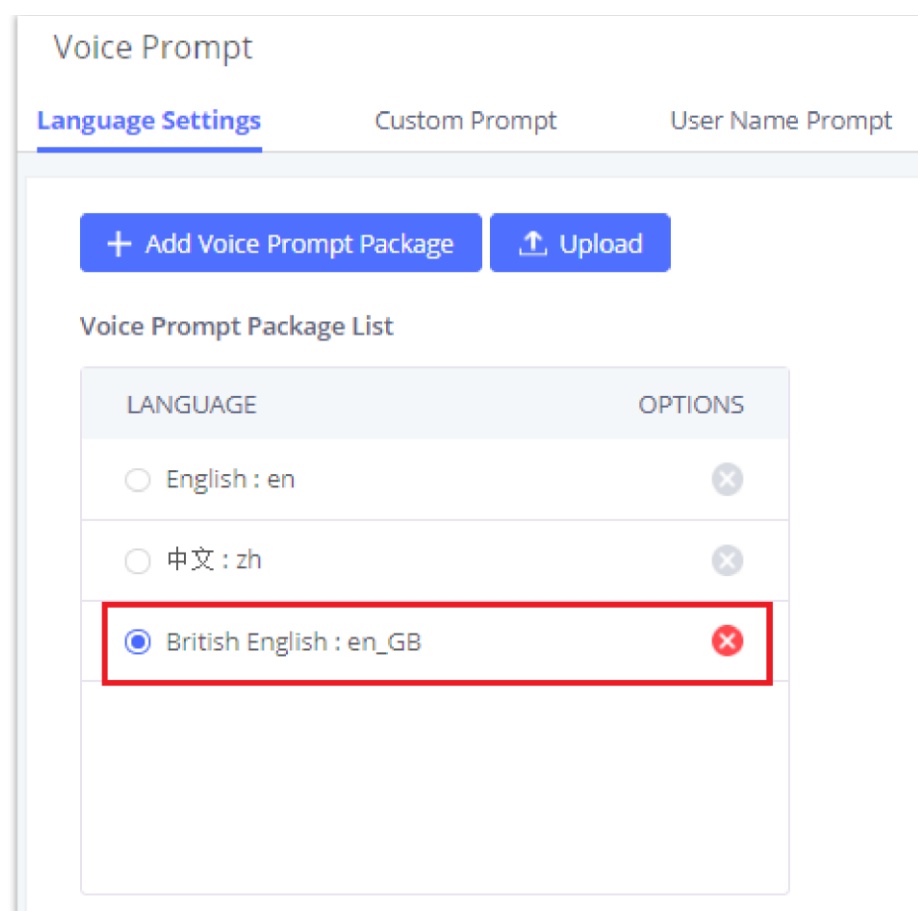 Voice Prompt
Language Settings Custom Prompt User Name Prompt
+ Add Voice Prompt Package Upload
Voice Prompt Package List
LANGUAGE OPTIONS
English : en
中文 : zh
British English : en_GB